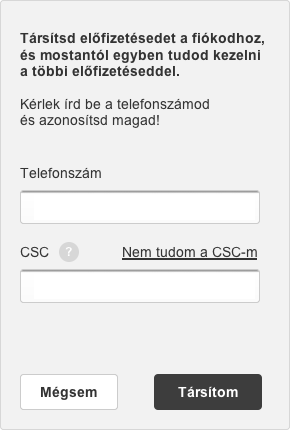 Társítsd előfizetésedet a fiókodhoz,
és mostantól egyben tudod kezelni
a többi előfizetéseddel.
Kérlek írd be a telefonszámod
és azonosítsd magad!
Telefonszám
CSC ? Nem tudom a CSC-m
Mégsem Társítom